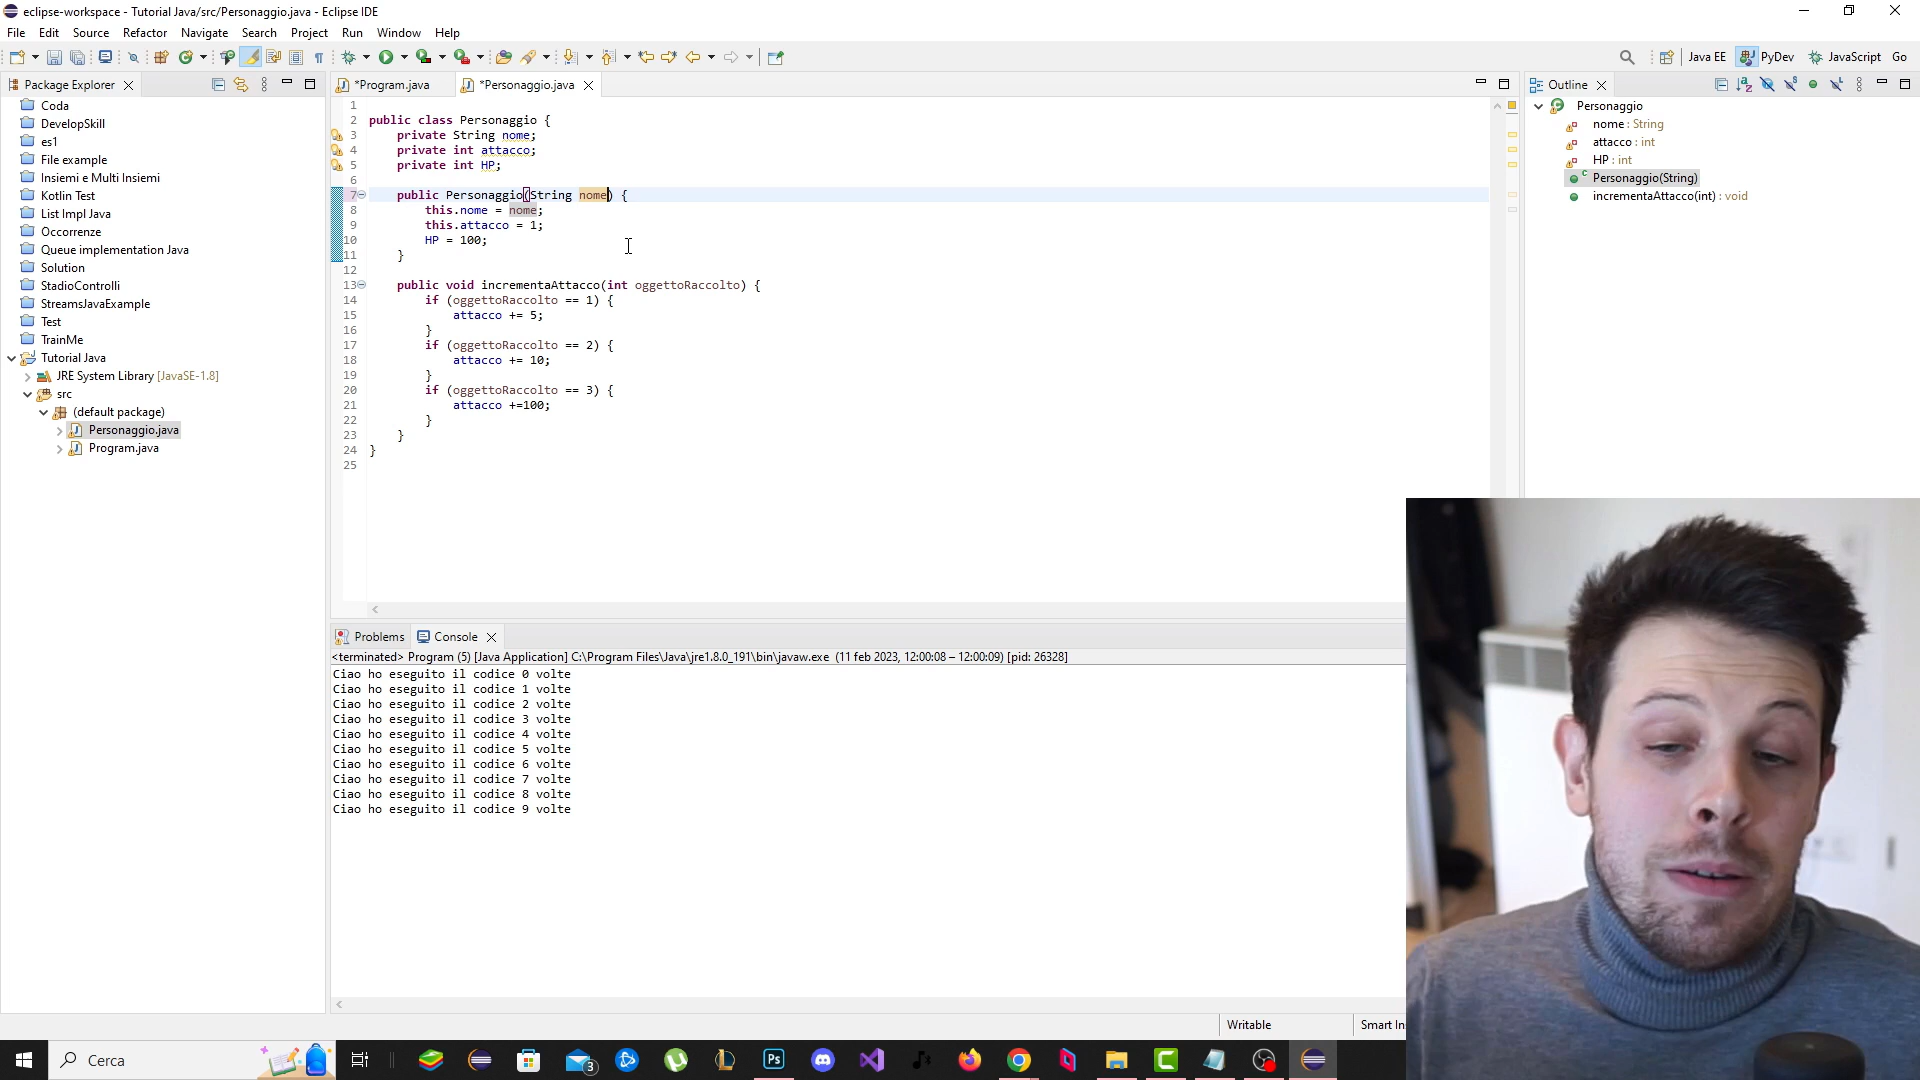 eclipse-workspace - Tutorial Java/src/Personaggio.java - Eclipse IDE
File Edit Source Refactor Navigate Search Project Run Window Help
Java EE PyDev JavaScript Go
Package Explorer
Coda
DevelopSkill
es1
File example
Insiemi e Multi Insiemi
Kotlin Test
List Impl Java
Occorrenze
Queue implementation Java
Solution
StadioControlli
StreamsJavaExample
Test
TrainMe
Tutorial Java
JRE System Library [JavaSE-1.8]
src
(default package)
Personaggio.java
Program.java
*Program.java *Personaggio.java
1
2 public class Personaggio {
3 private String nome;
4 private int attacco;
5 private int HP;
6
7 public Personaggio(String nome) {
8 this.nome = nome;
9 this.attacco = 1;
10 HP = 100;
11 }
12
13 public void incrementaAttacco(int oggettoRaccolto) {
14 if (oggettoRaccolto == 1) {
15 attacco += 5;
16 }
17 if (oggettoRaccolto == 2) {
18 attacco += 10;
19 }
20 if (oggettoRaccolto == 3) {
21 attacco +=100;
22 }
23 }
24 }
25
Outline
Personaggio
nome : String
attacco : int
HP : int
Personaggio(String)
incrementaAttacco(int) : void
Problems Console
<terminated> Program (5) [Java Application] C:\Program Files\Java\jre1.8.0_191\bin\javaw.exe (11 feb 2023, 12:00:08 – 12:00:09) [pid: 26328]
Ciao ho eseguito il codice 0 volte
Ciao ho eseguito il codice 1 volte
Ciao ho eseguito il codice 2 volte
Ciao ho eseguito il codice 3 volte
Ciao ho eseguito il codice 4 volte
Ciao ho eseguito il codice 5 volte
Ciao ho eseguito il codice 6 volte
Ciao ho eseguito il codice 7 volte
Ciao ho eseguito il codice 8 volte
Ciao ho eseguito il codice 9 volte
Writable Smart Ins
Cerca
3
Ps